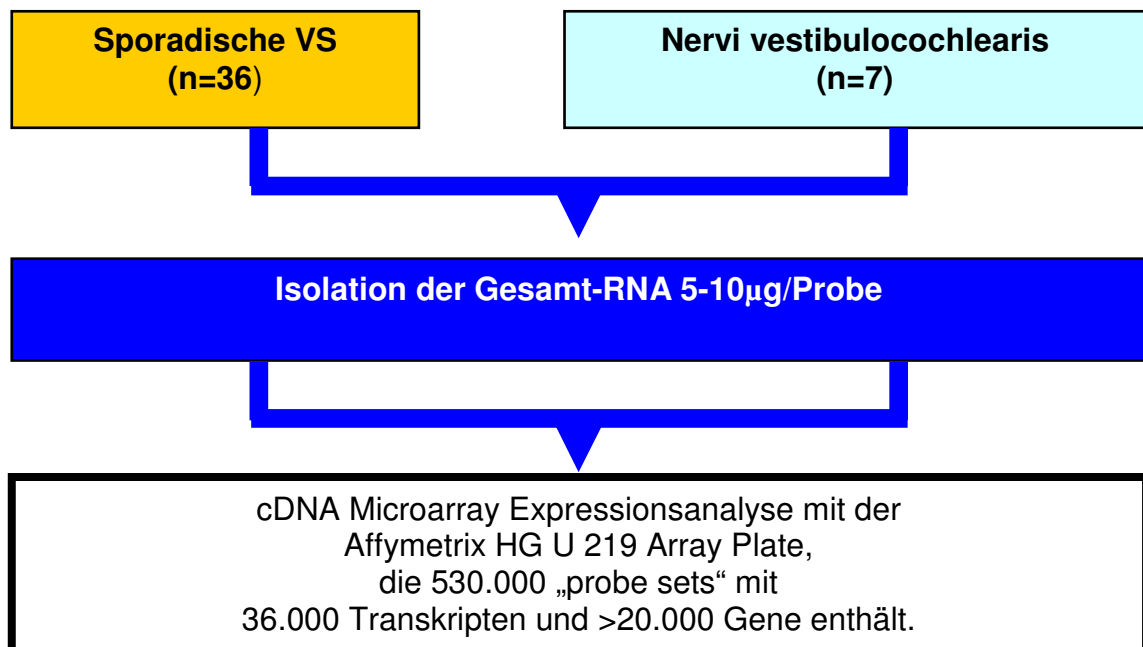 Sporadische VS
(n=36)
Nervi vestibulocochlearis
(n=7)
Isolation der Gesamt-RNA 5-10µg/Probe
cDNA Microarray Expressionsanalyse mit der
Affymetrix HG U 219 Array Plate,
die 530.000 „probe sets“ mit
36.000 Transkripten und >20.000 Gene enthält.